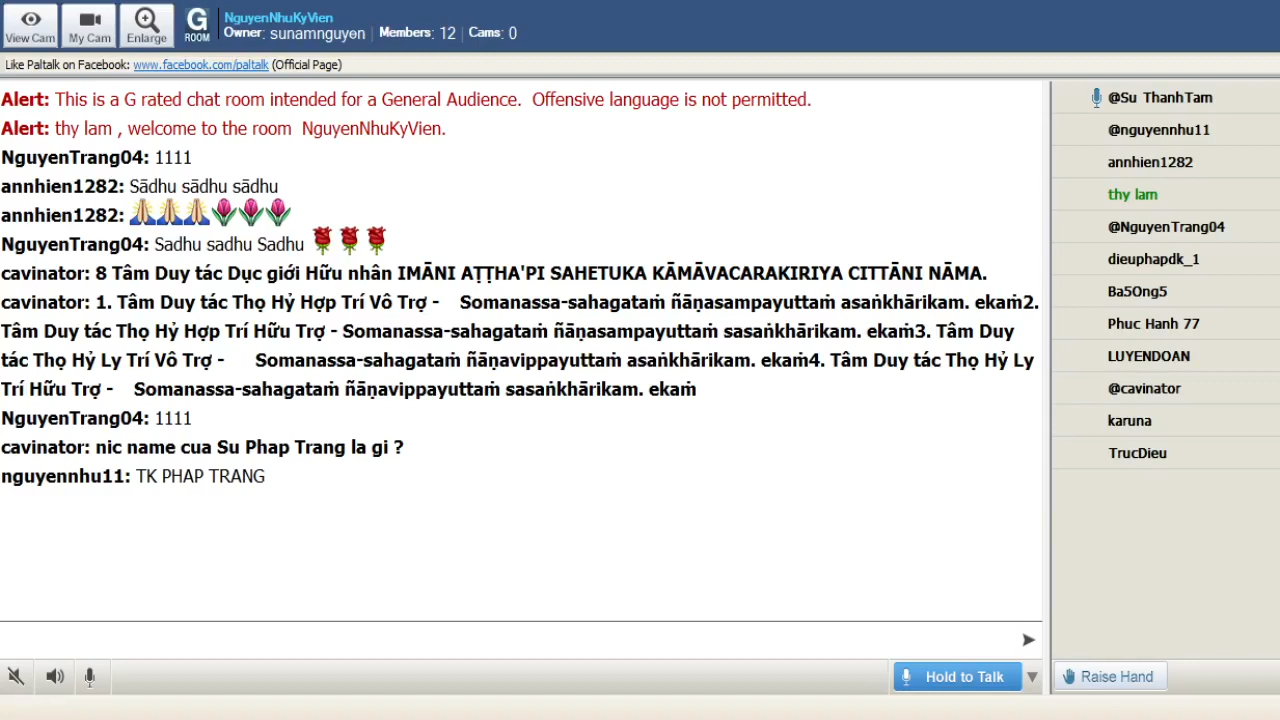 View Cam
My Cam
Enlarge
G
ROOM
NguyenNhuKyVien
Owner: sunamnguyen | Members: 12 | Cams: 0
Like Paltalk on Facebook: www.facebook.com/paltalk (Official Page)
Alert: This is a G rated chat room intended for a General Audience. Offensive language is not permitted.
Alert: thy lam , welcome to the room NguyenNhuKyVien.
NguyenTrang04: 1111
annhien1282: Sādhu sādhu sādhu
annhien1282: 🙏🙏🙏🌷🌷🌷
NguyenTrang04: Sadhu sadhu Sadhu 🌹🌹🌹
cavinator: 8 Tâm Duy tác Dục giới Hữu nhân IMĀNI AṬṬHA'PI SAHETUKA KĀMĀVACARAKIRIYA CITTĀNI NĀMA.
cavinator: 1. Tâm Duy tác Thọ Hỷ Hợp Trí Vô Trợ - Somanassa-sahagataṁ ñāṇasampayuttaṁ asaṅkhārikam. ekaṁ2.
Tâm Duy tác Thọ Hỷ Hợp Trí Hữu Trợ - Somanassa-sahagataṁ ñāṇasampayuttaṁ sasaṅkhārikam. ekaṁ3. Tâm Duy
tác Thọ Hỷ Ly Trí Vô Trợ - Somanassa-sahagataṁ ñāṇavippayuttaṁ asaṅkhārikam. ekaṁ4. Tâm Duy tác Thọ Hỷ Ly
Trí Hữu Trợ - Somanassa-sahagataṁ ñāṇavippayuttaṁ sasaṅkhārikam. ekaṁ
NguyenTrang04: 1111
cavinator: nic name cua Su Phap Trang la gi ?
nguyennhu11: TK PHAP TRANG
@Su ThanhTam
@nguyennhu11
annhien1282
thy lam
@NguyenTrang04
dieuphapdk_1
Ba5Ong5
Phuc Hanh 77
LUYENDOAN
@cavinator
karuna
TrucDieu
Hold to Talk
Raise Hand